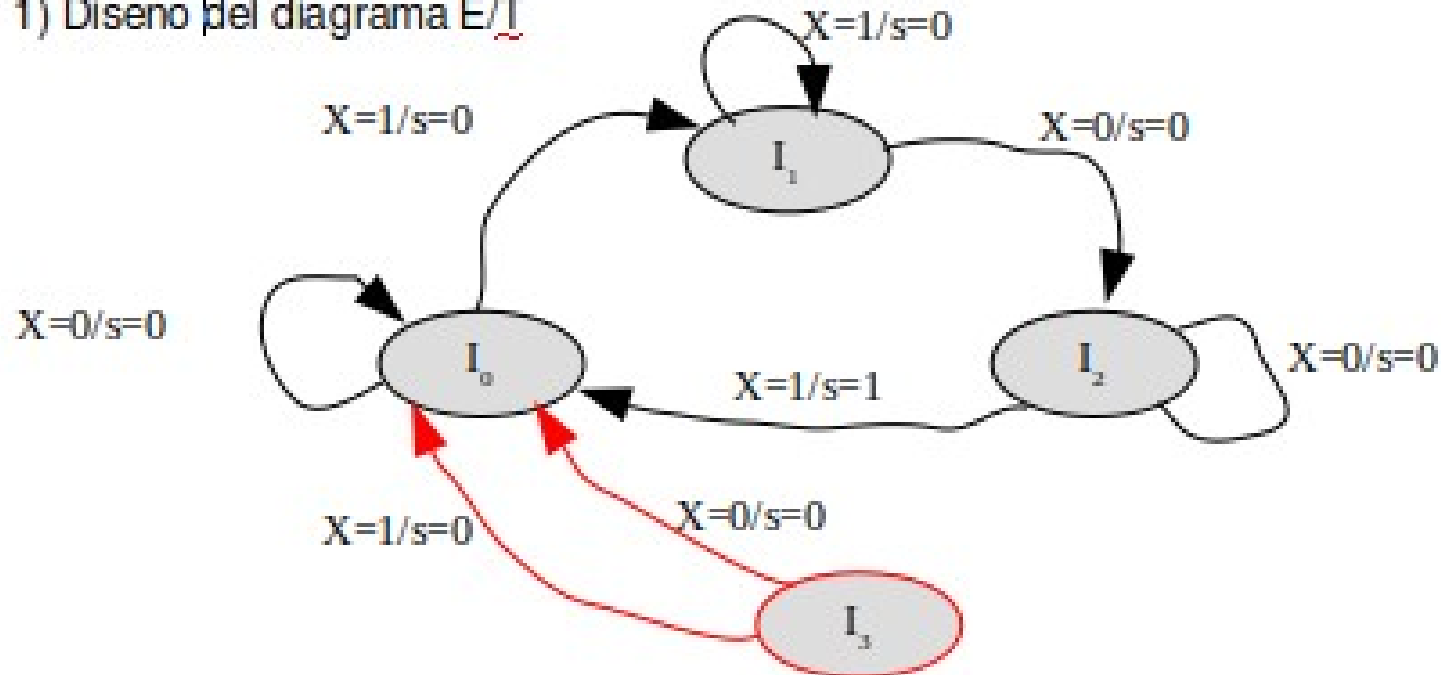 1) Diseno del diagrama E/T
X=1/s=0
X=1/s=0
X=0/s=0
I₁
X=0/s=0
I₀
X=1/s=1
I₂
X=0/s=0
X=1/s=0
X=0/s=0
I₃